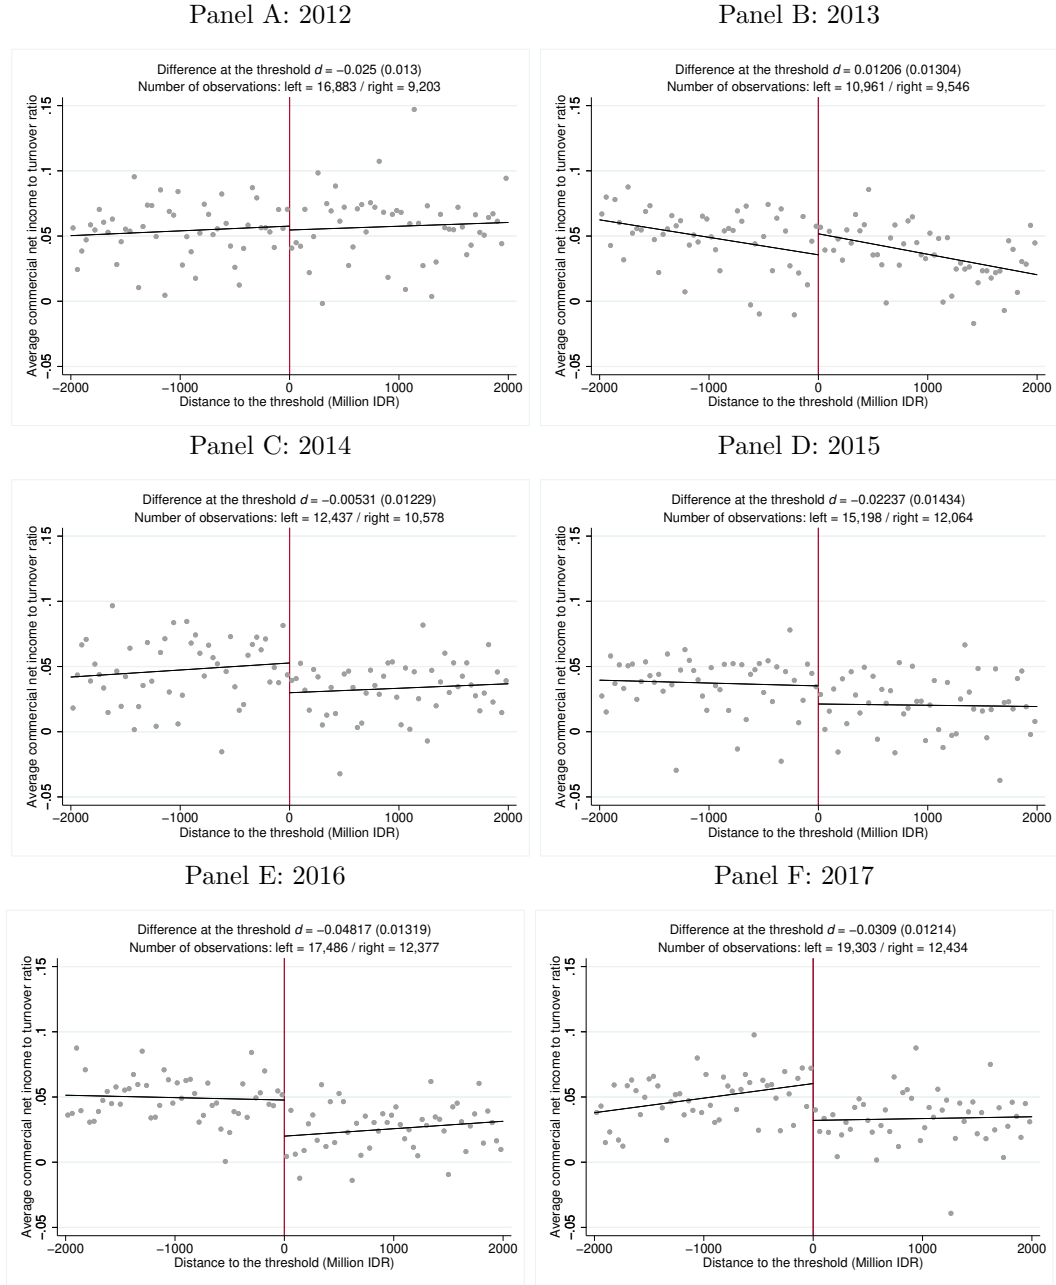 Panel A: 2012
Difference at the threshold d = −0.025 (0.013)
Number of observations: left = 16,883 / right = 9,203
Average commercial net income to turnover ratio
.15
.1
.05
0
−.05
−2000 −1000 0 1000 2000
Distance to the threshold (Million IDR)
Panel B: 2013
Difference at the threshold d = 0.01206 (0.01304)
Number of observations: left = 10,961 / right = 9,546
Average commercial net income to turnover ratio
.15
.1
.05
0
−.05
−2000 −1000 0 1000 2000
Distance to the threshold (Million IDR)
Panel C: 2014
Difference at the threshold d = −0.00531 (0.01229)
Number of observations: left = 12,437 / right = 10,578
Average commercial net income to turnover ratio
.15
.1
.05
0
−.05
−2000 −1000 0 1000 2000
Distance to the threshold (Million IDR)
Panel D: 2015
Difference at the threshold d = −0.02237 (0.01434)
Number of observations: left = 15,198 / right = 12,064
Average commercial net income to turnover ratio
.15
.1
.05
0
−.05
−2000 −1000 0 1000 2000
Distance to the threshold (Million IDR)
Panel E: 2016
Difference at the threshold d = −0.04817 (0.01319)
Number of observations: left = 17,486 / right = 12,377
Average commercial net income to turnover ratio
.15
.1
.05
0
−.05
−2000 −1000 0 1000 2000
Distance to the threshold (Million IDR)
Panel F: 2017
Difference at the threshold d = −0.0309 (0.01214)
Number of observations: left = 19,303 / right = 12,434
Average commercial net income to turnover ratio
.15
.1
.05
0
−.05
−2000 −1000 0 1000 2000
Distance to the threshold (Million IDR)